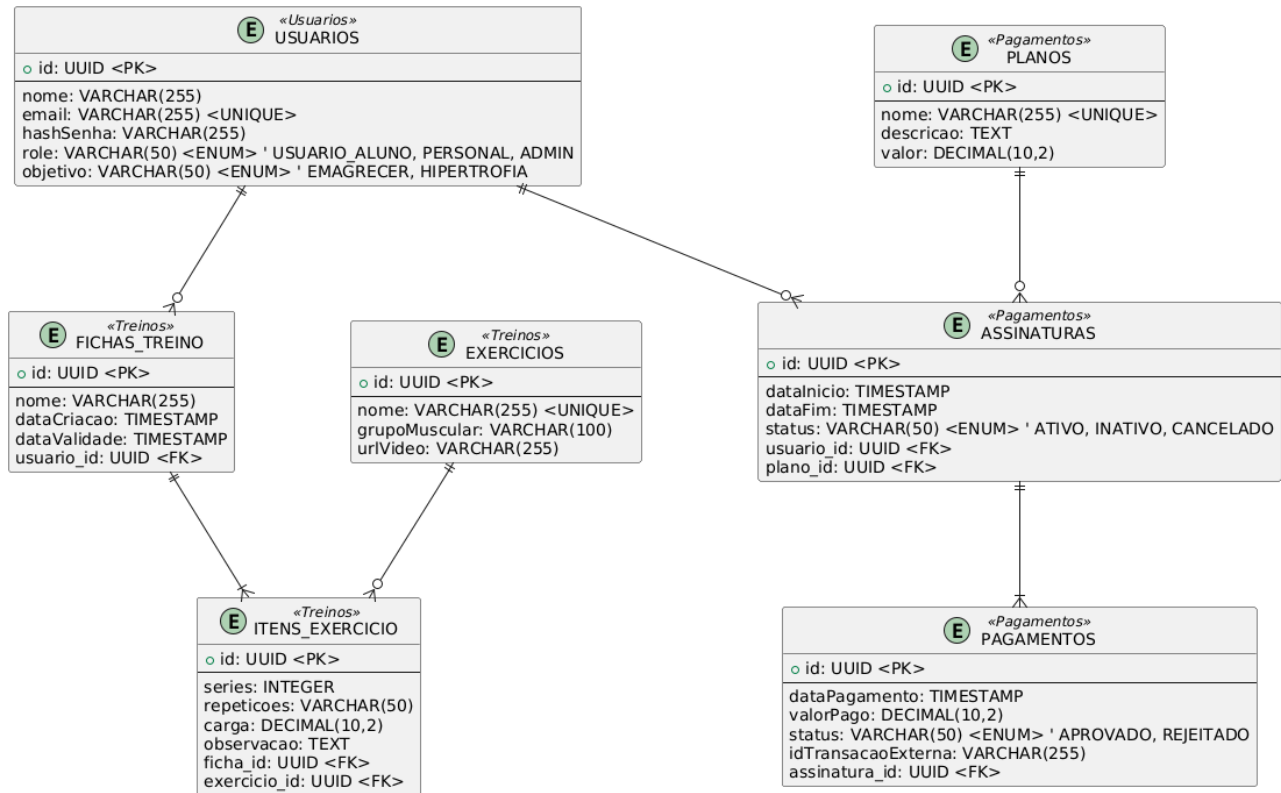 E
«Usuarios»
USUARIOS
id: UUID <PK>
nome: VARCHAR(255)
email: VARCHAR(255) <UNIQUE>
hashSenha: VARCHAR(255)
role: VARCHAR(50) <ENUM> ' USUARIO_ALUNO, PERSONAL, ADMIN
objetivo: VARCHAR(50) <ENUM> ' EMAGRECER, HIPERTROFIA
E
«Pagamentos»
PLANOS
id: UUID <PK>
nome: VARCHAR(255) <UNIQUE>
descricao: TEXT
valor: DECIMAL(10,2)
E
«Treinos»
FICHAS_TREINO
id: UUID <PK>
nome: VARCHAR(255)
dataCriacao: TIMESTAMP
dataValidade: TIMESTAMP
usuario_id: UUID <FK>
E
«Treinos»
EXERCICIOS
id: UUID <PK>
nome: VARCHAR(255) <UNIQUE>
grupoMuscular: VARCHAR(100)
urlVideo: VARCHAR(255)
E
«Pagamentos»
ASSINATURAS
id: UUID <PK>
dataInicio: TIMESTAMP
dataFim: TIMESTAMP
status: VARCHAR(50) <ENUM> ' ATIVO, INATIVO, CANCELADO
usuario_id: UUID <FK>
plano_id: UUID <FK>
E
«Treinos»
ITENS_EXERCICIO
id: UUID <PK>
series: INTEGER
repeticoes: VARCHAR(50)
carga: DECIMAL(10,2)
observacao: TEXT
ficha_id: UUID <FK>
exercicio_id: UUID <FK>
E
«Pagamentos»
PAGAMENTOS
id: UUID <PK>
dataPagamento: TIMESTAMP
valorPago: DECIMAL(10,2)
status: VARCHAR(50) <ENUM> ' APROVADO, REJEITADO
idTransacaoExterna: VARCHAR(255)
assinatura_id: UUID <FK>